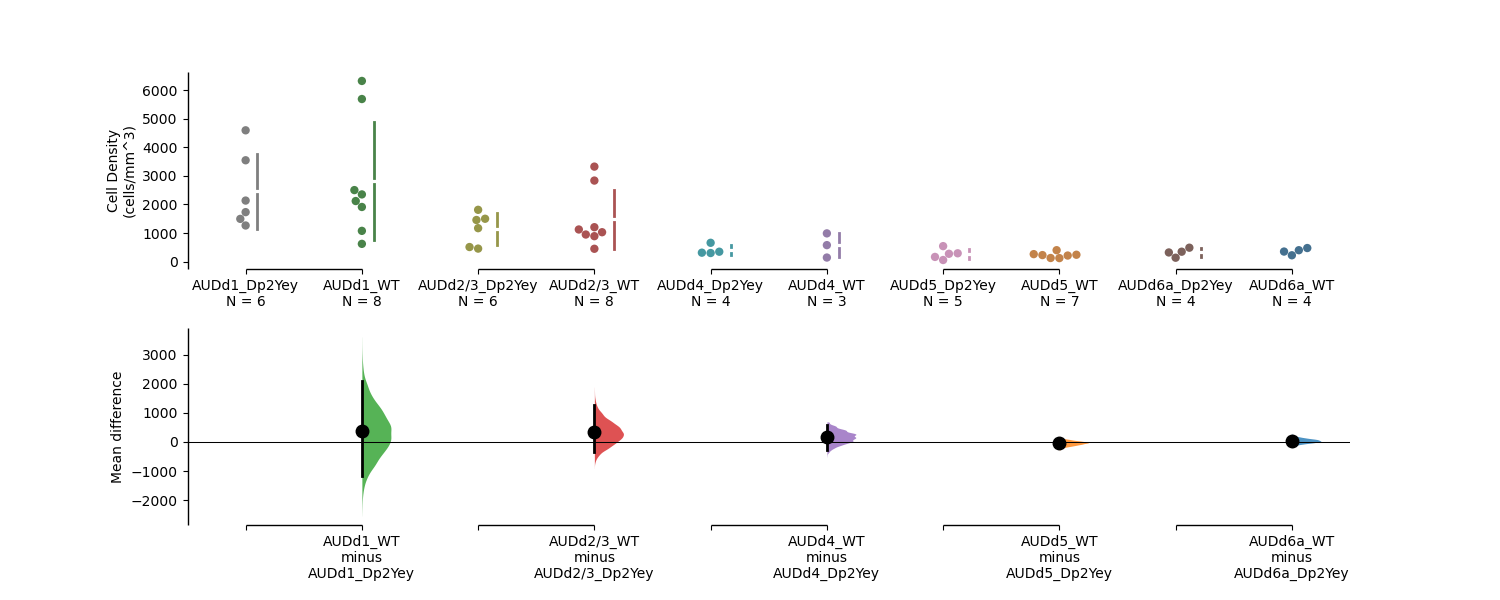 6000
5000
4000
3000
2000
1000
0
Cell Density
(cells/mm^3)
AUDd1_Dp2Yey
N = 6
AUDd1_WT
N = 8
AUDd2/3_Dp2Yey
N = 6
AUDd2/3_WT
N = 8
AUDd4_Dp2Yey
N = 4
AUDd4_WT
N = 3
AUDd5_Dp2Yey
N = 5
AUDd5_WT
N = 7
AUDd6a_Dp2Yey
N = 4
AUDd6a_WT
N = 4
3000
2000
1000
0
−1000
−2000
Mean difference
AUDd1_WT
minus
AUDd1_Dp2Yey
AUDd2/3_WT
minus
AUDd2/3_Dp2Yey
AUDd4_WT
minus
AUDd4_Dp2Yey
AUDd5_WT
minus
AUDd5_Dp2Yey
AUDd6a_WT
minus
AUDd6a_Dp2Yey